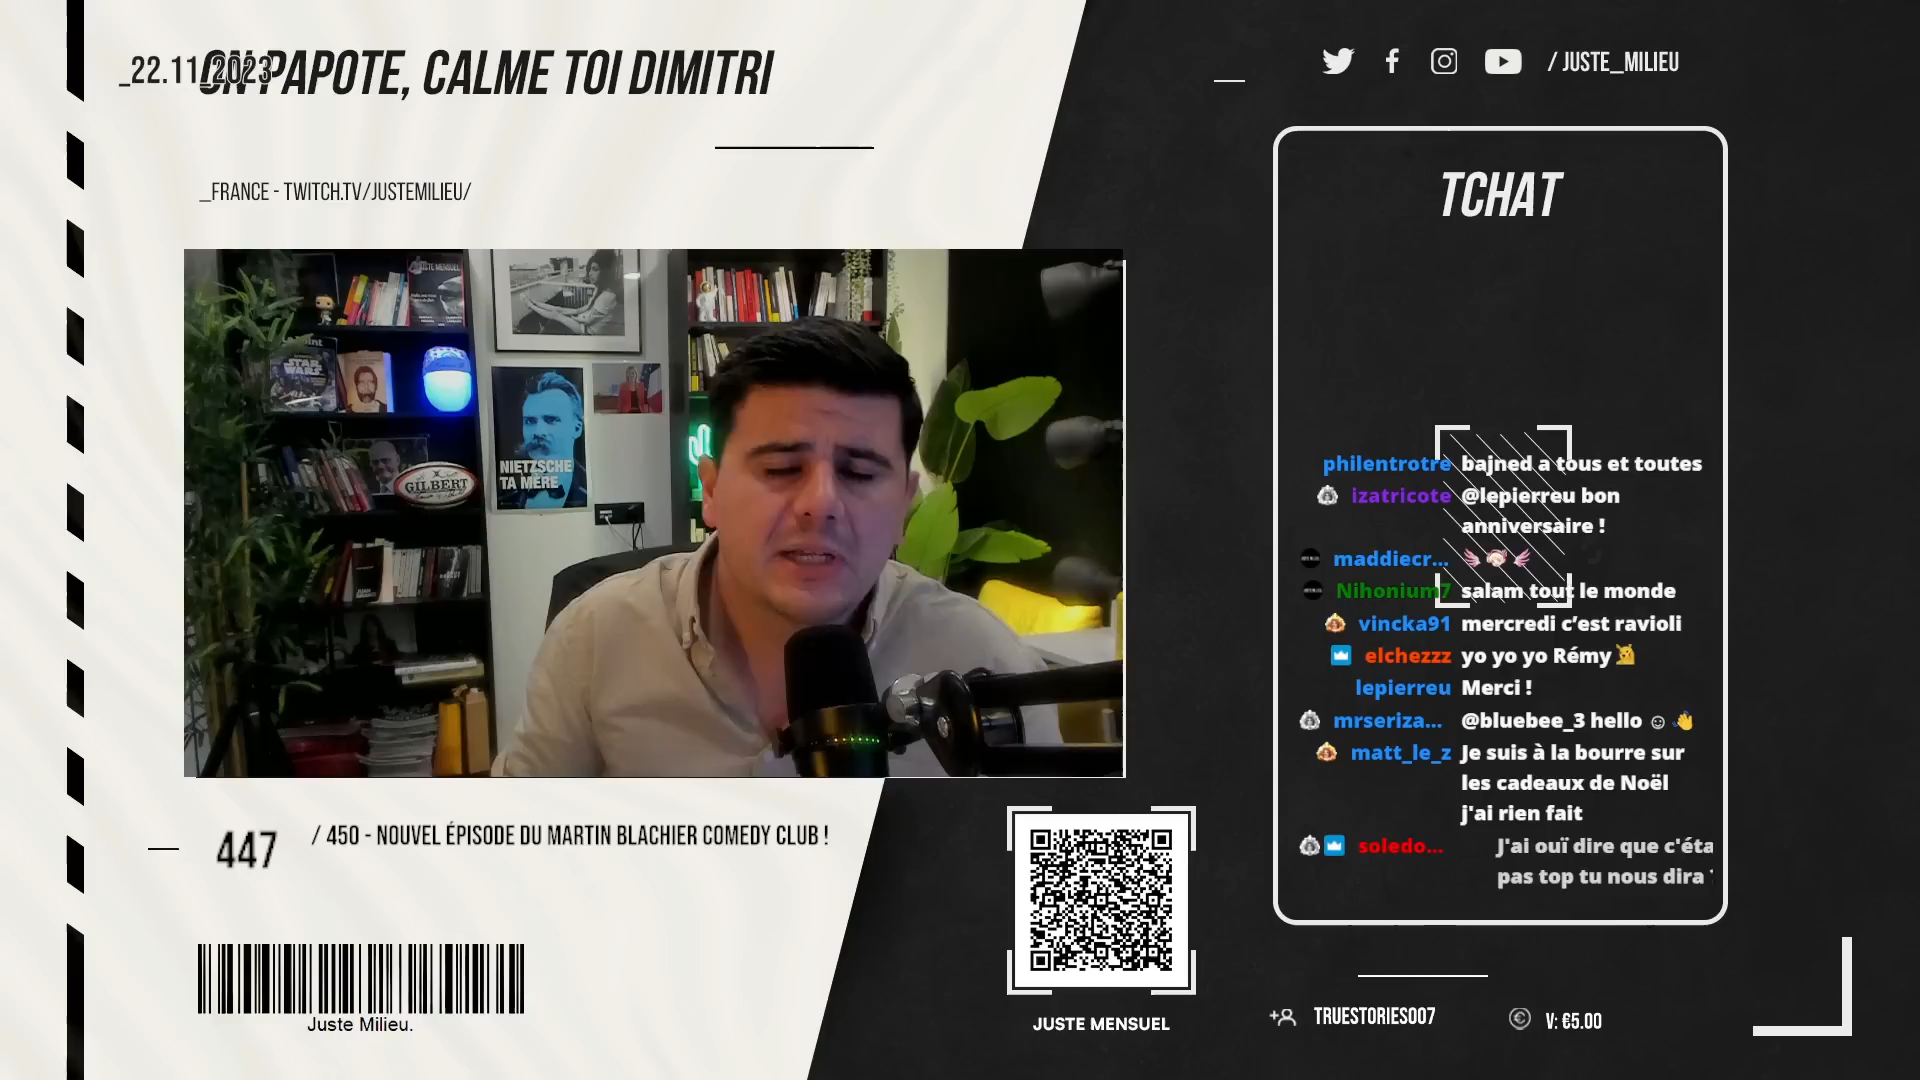 _22.11.2023
ON PAPOTE, CALME TOI DIMITRI
_FRANCE - TWITCH.TV/JUSTEMILIEU/
/ JUSTE_MILIEU
TCHAT
philentrotre bajned a tous et toutes
izatricote @lepierreu bon
anniversaire !
maddiecr...
Nihonium7 salam tout le monde
vincka91 mercredi c’est ravioli
elchezzz yo yo yo Rémy
lepierreu Merci !
mrseriza... @bluebee_3 hello ☺ 👋
matt_le_z Je suis à la bourre sur
les cadeaux de Noël
j'ai rien fait
soledo... J'ai ouï dire que c'éta
pas top tu nous dira
STAR
WARS
GILBERT
NIETZSCHE
TA MÈRE
447 / 450 - NOUVEL ÉPISODE DU MARTIN BLACHIER COMEDY CLUB !
Juste Milieu.
JUSTE MENSUEL
TRUESTORIES007
V: €5.00